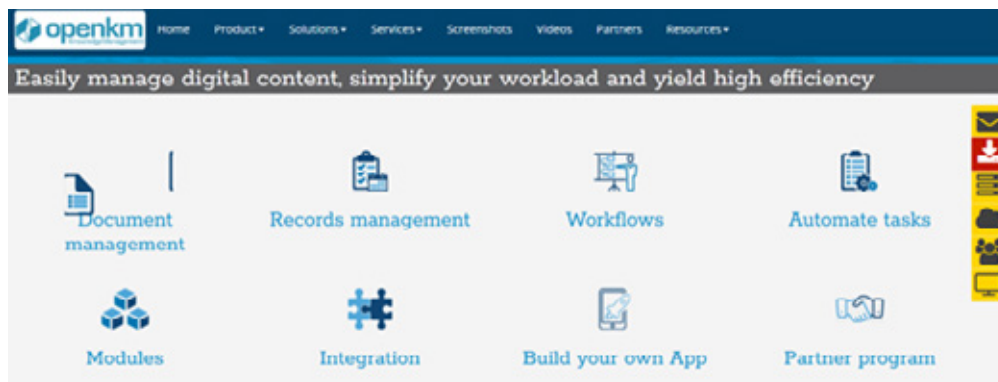 openkm
KnowledgeManagement
Home Product Solutions Services Screenshots Videos Partners Resources
Easily manage digital content, simplify your workload and yield high efficiency
Document
management
Records management
Workflows
Automate tasks
Modules
Integration
Build your own App
Partner program